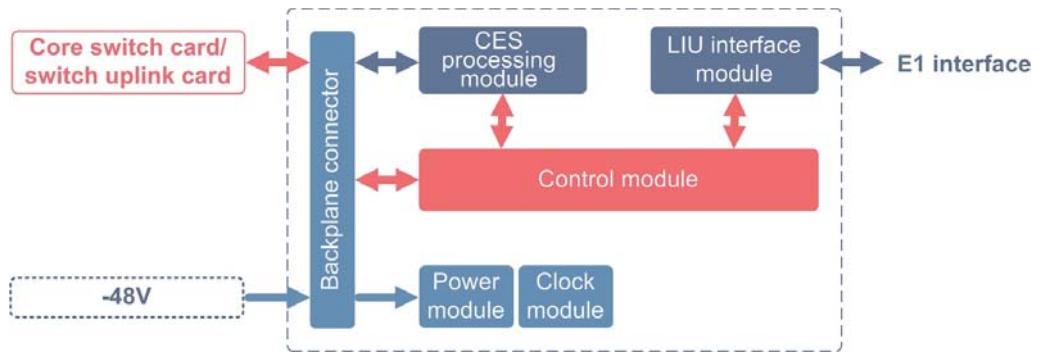 Core switch card/
switch uplink card
Backplane connector
CES
processing
module
LIU interface
module
E1 interface
Control module
-48V
Power
module
Clock
module